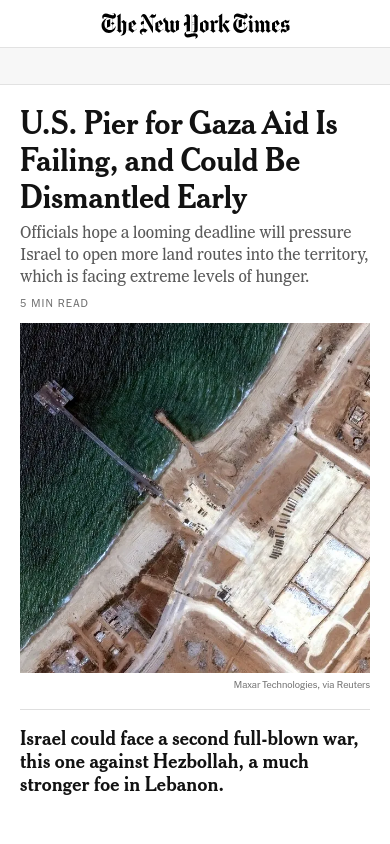 The New York Times
U.S. Pier for Gaza Aid Is
Failing, and Could Be
Dismantled Early
Officials hope a looming deadline will pressure
Israel to open more land routes into the territory,
which is facing extreme levels of hunger.
5 MIN READ
Maxar Technologies, via Reuters
Israel could face a second full-blown war,
this one against Hezbollah, a much
stronger foe in Lebanon.